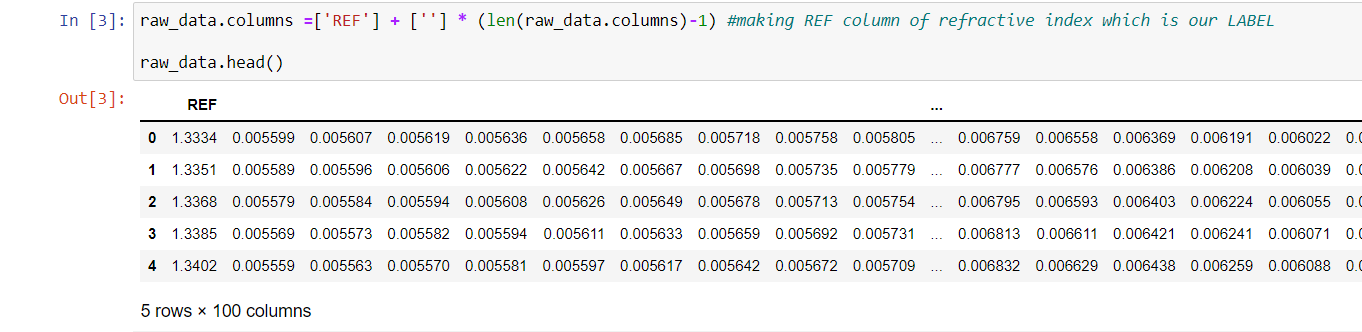 In [3]: raw_data.columns =['REF'] + [''] * (len(raw_data.columns)-1) #making REF column of refractive index which is our LABEL
raw_data.head()
Out[3]:
REF ...
0 1.3334 0.005599 0.005607 0.005619 0.005636 0.005658 0.005685 0.005718 0.005758 0.005805 ... 0.006759 0.006558 0.006369 0.006191 0.006022 0.
1 1.3351 0.005589 0.005596 0.005606 0.005622 0.005642 0.005667 0.005698 0.005735 0.005779 ... 0.006777 0.006576 0.006386 0.006208 0.006039 0.
2 1.3368 0.005579 0.005584 0.005594 0.005608 0.005626 0.005649 0.005678 0.005713 0.005754 ... 0.006795 0.006593 0.006403 0.006224 0.006055 0.
3 1.3385 0.005569 0.005573 0.005582 0.005594 0.005611 0.005633 0.005659 0.005692 0.005731 ... 0.006813 0.006611 0.006421 0.006241 0.006071 0.
4 1.3402 0.005559 0.005563 0.005570 0.005581 0.005597 0.005617 0.005642 0.005672 0.005709 ... 0.006832 0.006629 0.006438 0.006259 0.006088 0.
5 rows × 100 columns